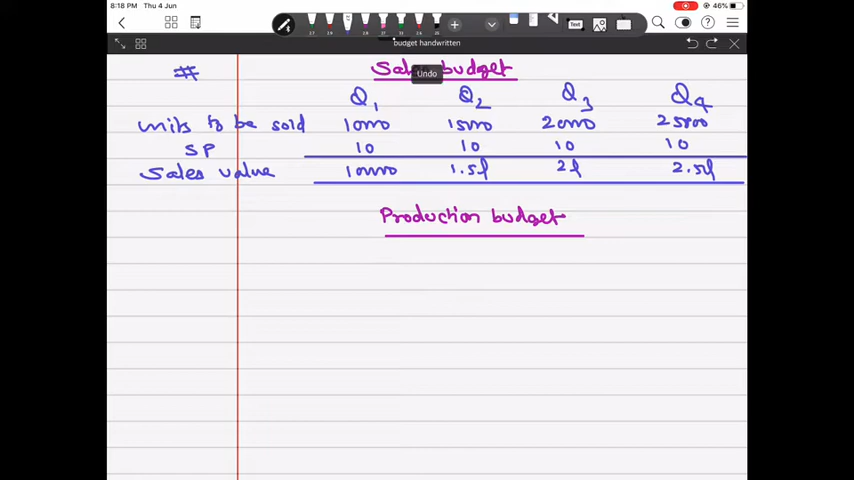 8:18 PM Thu 4 Jun 46%
budget handwritten
Undo
# Sales budget
Q1 Q2 Q3 Q4
units to be sold 10000 15000 20000 25000
SP 10 10 10 10
Sales value 100000 1.5l 2l 2.5l
Production budget